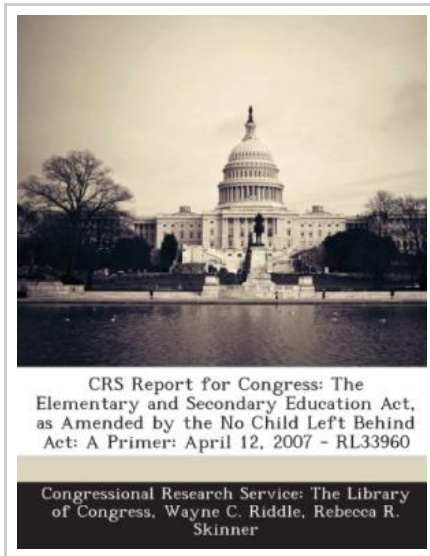 CRS Report for Congress: The
Elementary and Secondary Education Act,
as Amended by the No Child Left Behind
Act: A Primer: April 12, 2007 - RL33960
Congressional Research Service: The Library
of Congress, Wayne C. Riddle, Rebecca R.
Skinner